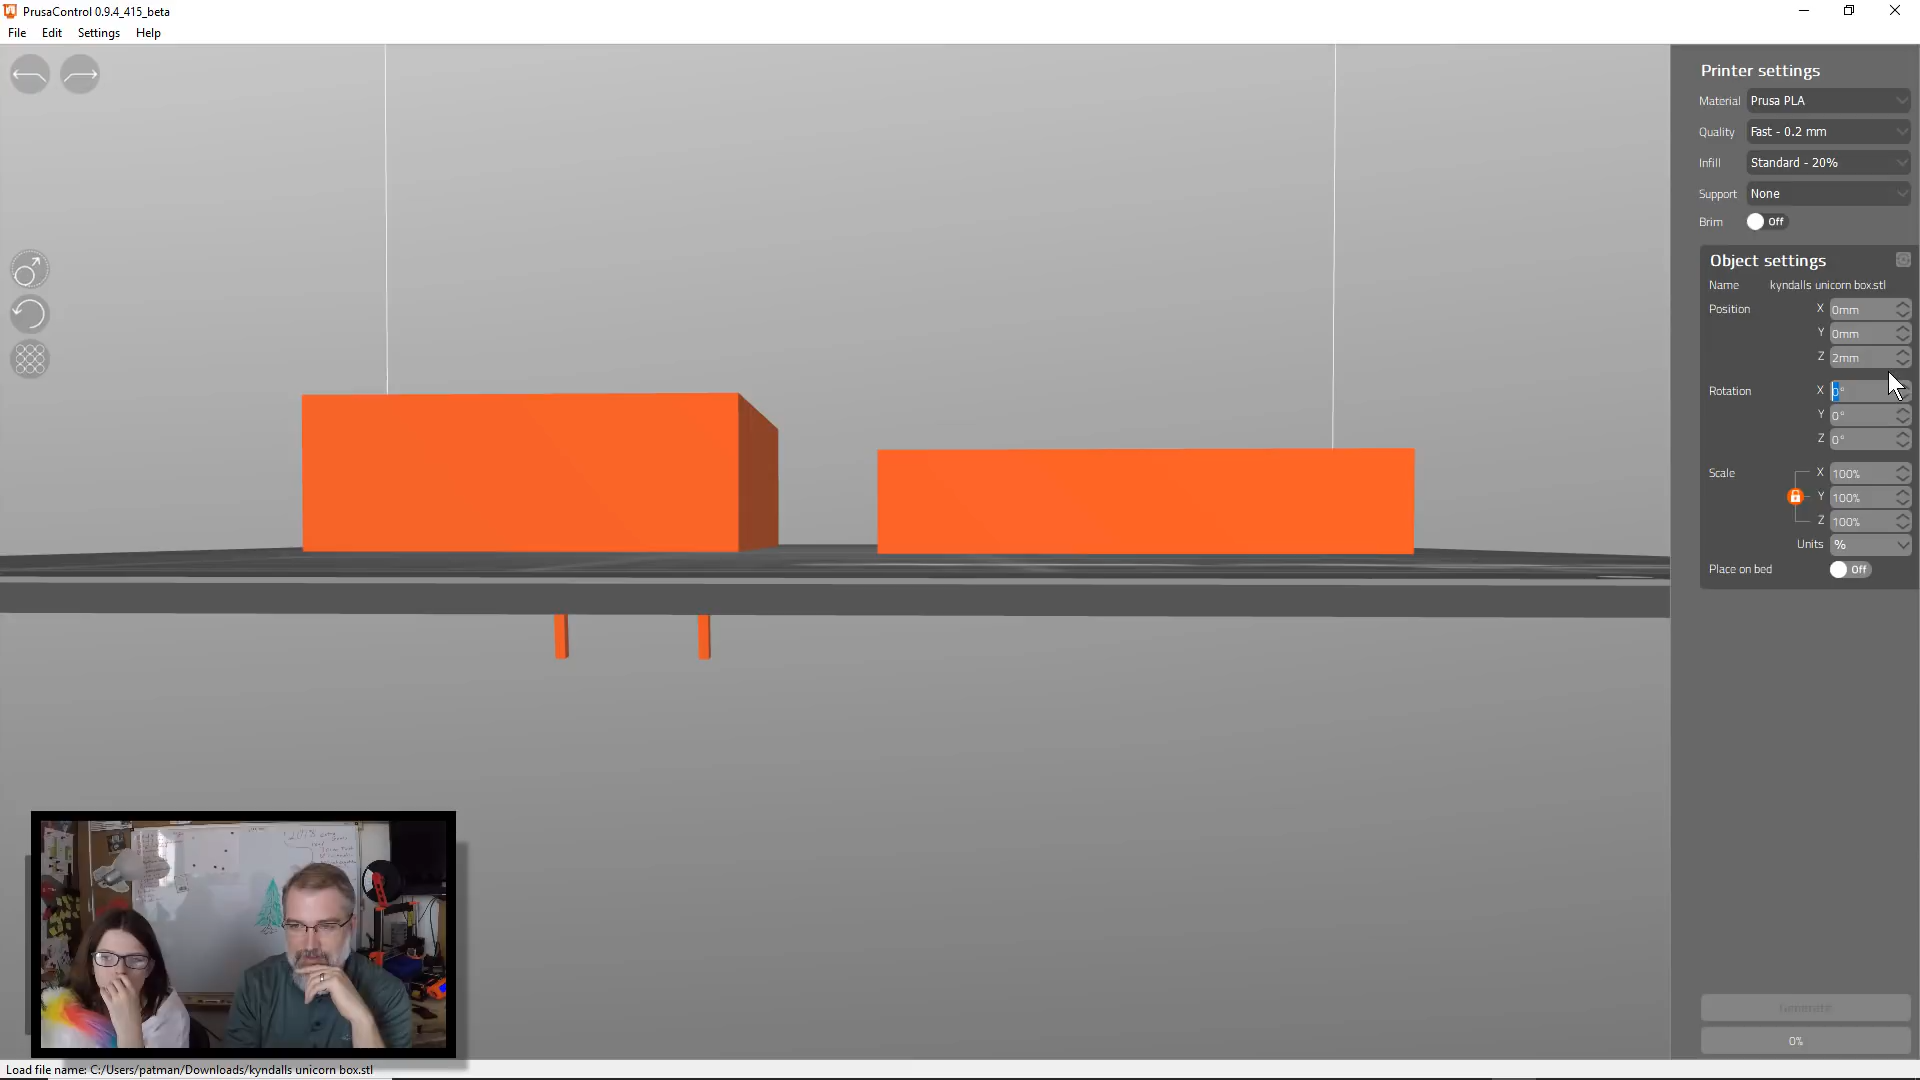 PrusaControl 0.9.4_415_beta
File Edit Settings Help
Printer settings
Material Prusa PLA
Quality Fast - 0.2 mm
Infill Standard - 20%
Support None
Brim Off
Object settings
Name kyndalls unicorn box.stl
Position X 0mm
Y 0mm
Z 2mm
Rotation X 0°
Y 0°
Z 0°
Scale X 100%
Y 100%
Z 100%
Units %
Place on bed Off
Generate
0%
Load file name: C:/Users/patman/Downloads/kyndalls unicorn box.stl